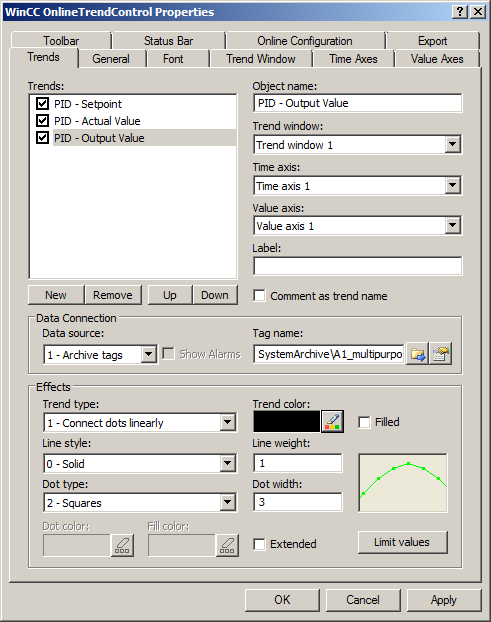 WinCC OnlineTrendControl Properties
Toolbar
Status Bar
Online Configuration
Export
Trends
General
Font
Trend Window
Time Axes
Value Axes
Trends:
PID - Setpoint
PID - Actual Value
PID - Output Value
New
Remove
Up
Down
Object name:
PID - Output Value
Trend window:
Trend window 1
Time axis:
Time axis 1
Value axis:
Value axis 1
Label:
Comment as trend name
Data Connection
Data source:
1 - Archive tags
Show Alarms
Tag name:
SystemArchive\A1_multipurpo
Effects
Trend type:
1 - Connect dots linearly
Trend color:
Filled
Line style:
0 - Solid
Line weight:
1
Dot type:
2 - Squares
Dot width:
3
Dot color:
Fill color:
Extended
Limit values
OK
Cancel
Apply